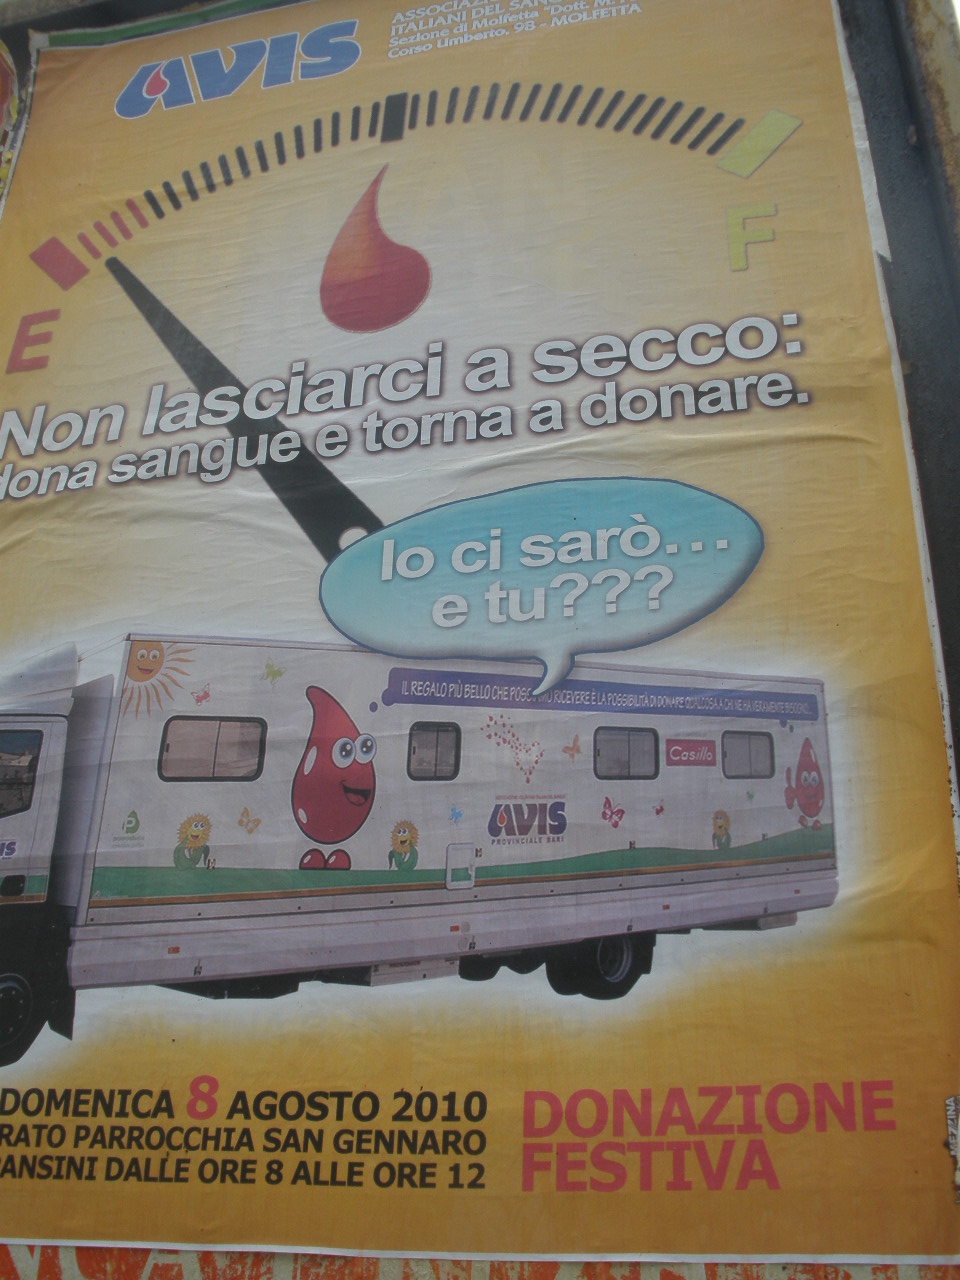 AVIS
ITALIANI DEL
Sezione di Molfetta "Dott. M.
Corso Umberto, 98 - MOLFETTA
E
F
Non lasciarci a secco:
dona sangue e torna a donare.
Io ci sarò...
e tu???
IL REGALO PIÙ BELLO CHE POSSIAMO RICEVERE È LA POSSIBILITÀ DI DONARE QUALCOSA A CHI NE HA VERAMENTE BISOGNO...
Casillo
AVIS
PROVINCIALE BARI
DOMENICA 8 AGOSTO 2010
RATO PARROCCHIA SAN GENNARO
ANSINI DALLE ORE 8 ALLE ORE 12
DONAZIONE
FESTIVA
MEZZINA